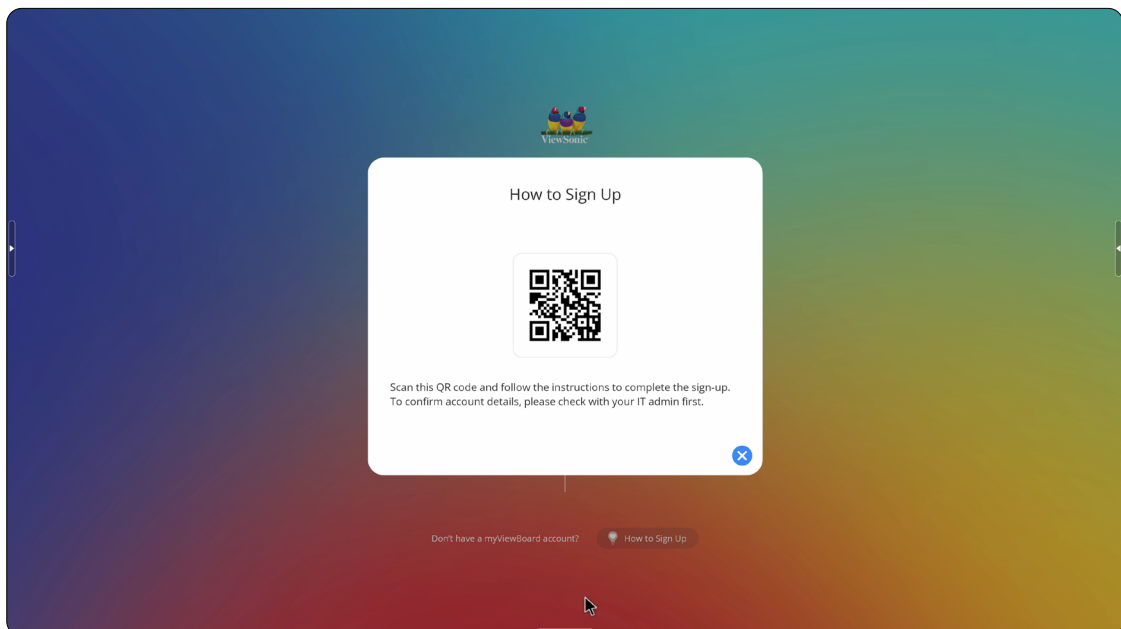 ViewSonic
How to Sign Up
Scan this QR code and follow the instructions to complete the sign-up.
To confirm account details, please check with your IT admin first.
Don't have a myViewBoard account? How to Sign Up